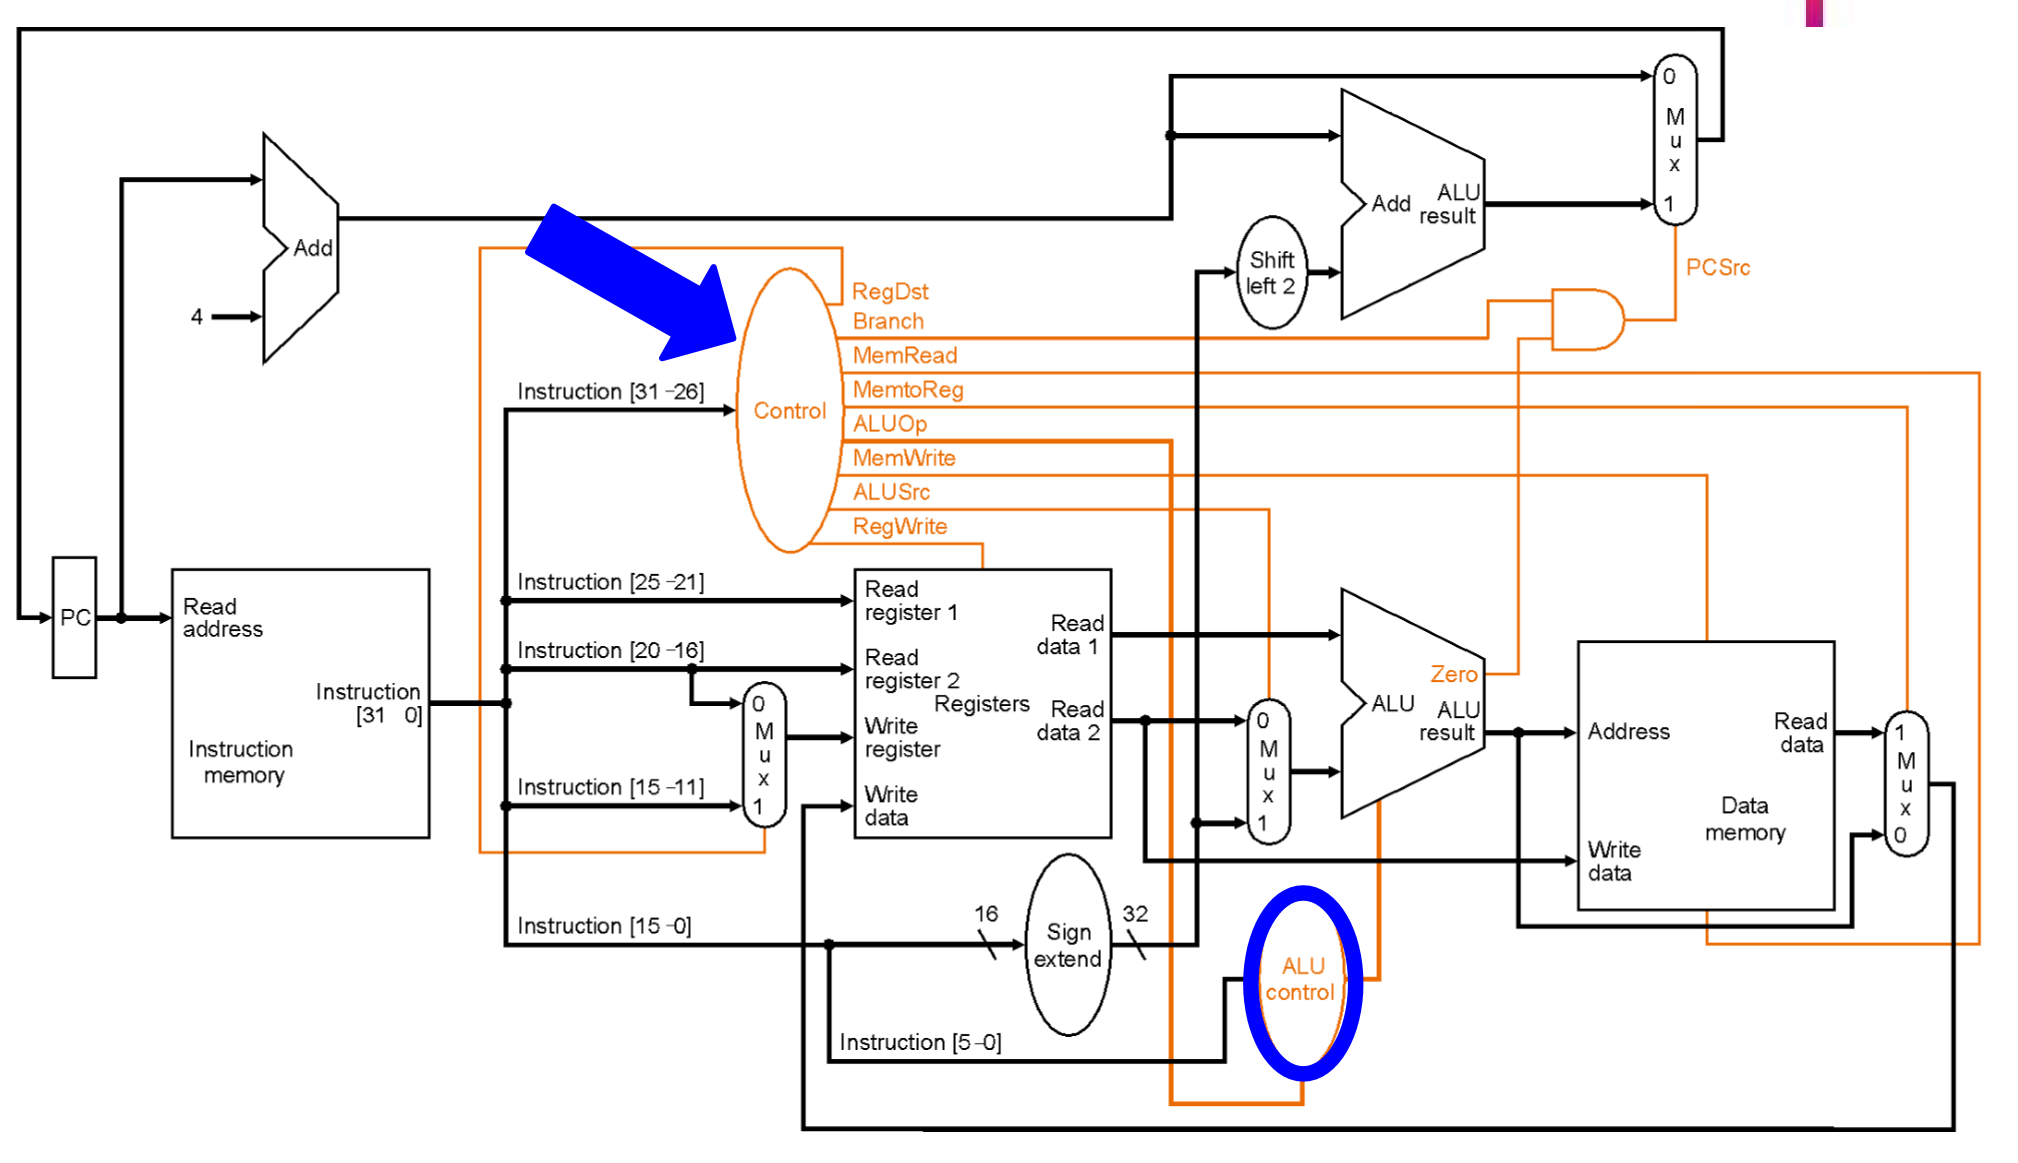 0
M
u
x
1
Add
ALU
result
Shift
left 2
PCSrc
Add
4
RegDst
Branch
MemRead
MemtoReg
ALUOp
MemWrite
ALUSrc
RegWrite
Control
Instruction [31–26]
Instruction [25–21]
Instruction [20–16]
Instruction [15–11]
Instruction [15–0]
Instruction [5–0]
PC
Read
address
Instruction
[31 0]
Instruction
memory
0
M
u
x
1
Read
register 1
Read
register 2
Registers
Write
register
Write
data
Read
data 1
Read
data 2
0
M
u
x
1
Zero
ALU
ALU
result
Address
Read
data
Data
memory
Write
data
1
M
u
x
0
16
Sign
extend
32
ALU
control